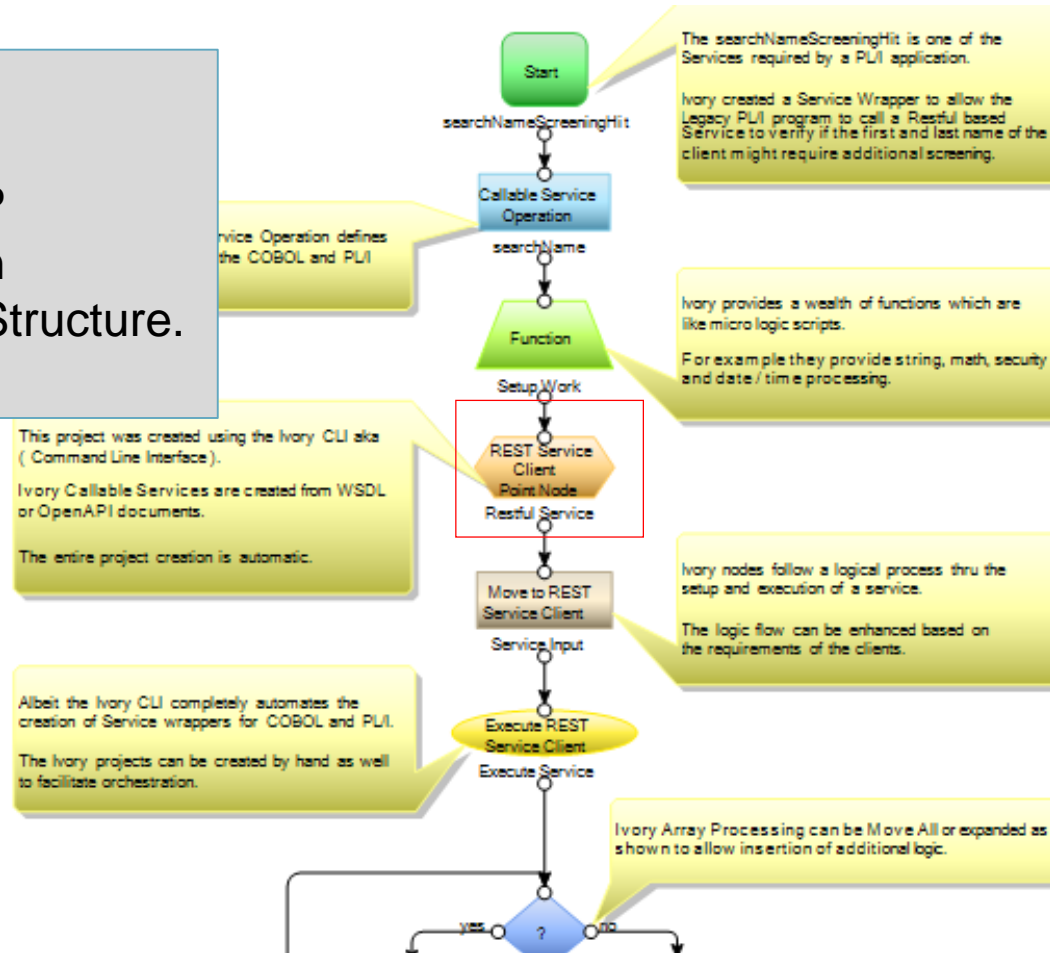 Start
searchNameScreeningHit
The searchNameScreeningHit is one of the
Services required by a PL/I application.
Ivory created a Service Wrapper to allow the
Legacy PL/I program to call a Restful based
Service to verify if the first and last name of the
client might require additional screening.
Structure.
Callable Service
Operation
searchName
Service Operation defines
the COBOL and PL/I
Function
Setup Work
Ivory provides a wealth of functions which are
like micro logic scripts.
For example they provide string, math, security
and date / time processing.
This project was created using the Ivory CLI aka
( Command Line Interface ).
Ivory Callable Services are created from WSDL
or OpenAPI documents.
The entire project creation is automatic.
REST Service
Client
Point Node
Restful Service
Move to REST
Service Client
Service Input
Ivory nodes follow a logical process thru the
setup and execution of a service.
The logic flow can be enhanced based on
the requirements of the clients.
Albeit the Ivory CLI completely automates the
creation of Service wrappers for COBOL and PL/I.
The Ivory projects can be created by hand as well
to facilitate orchestration.
Execute REST
Service Client
Execute Service
Ivory Array Processing can be Move All or expanded as
shown to allow insertion of additional logic.
yes
?
no